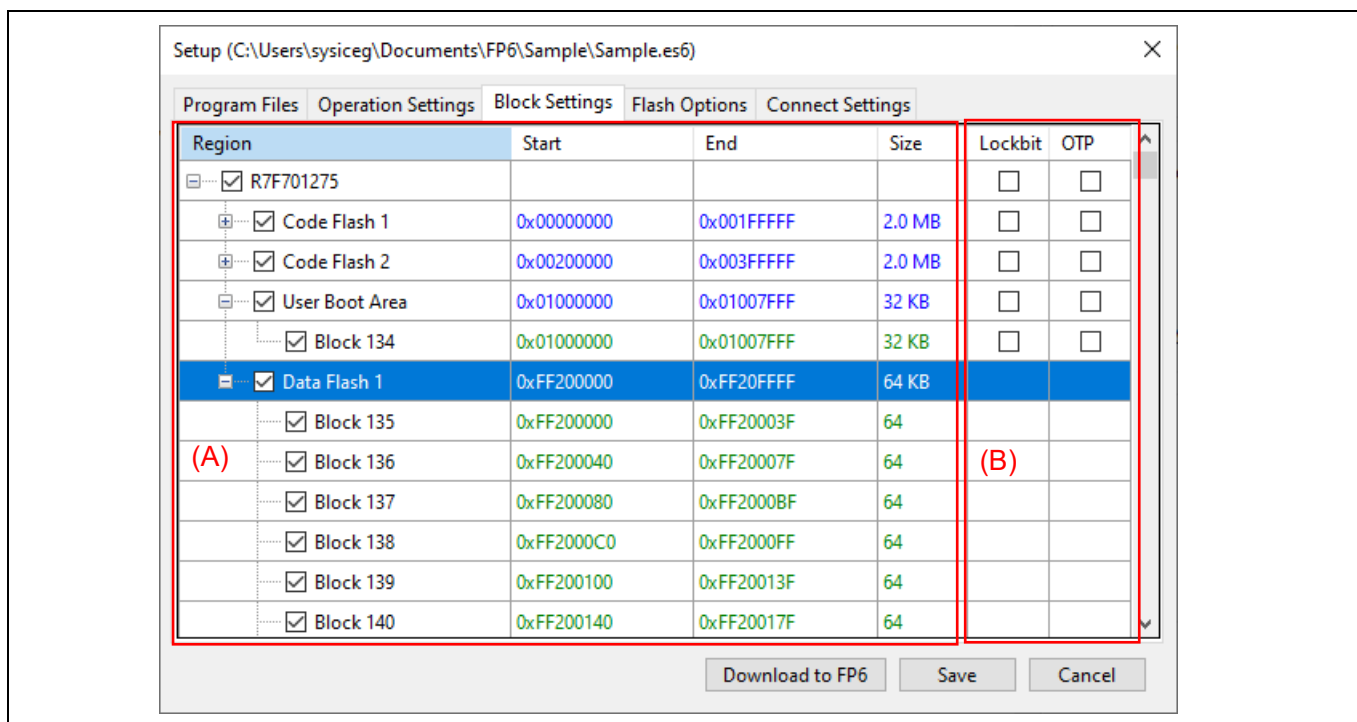 Setup (C:\Users\sysiceg\Documents\FP6\Sample\Sample.es6)
Program Files Operation Settings Block Settings Flash Options Connect Settings
Region Start End Size Lockbit OTP
R7F701275
Code Flash 1 0x00000000 0x001FFFFF 2.0 MB
Code Flash 2 0x00200000 0x003FFFFF 2.0 MB
User Boot Area 0x01000000 0x01007FFF 32 KB
Block 134 0x01000000 0x01007FFF 32 KB
Data Flash 1 0xFF200000 0xFF20FFFF 64 KB
Block 135 0xFF200000 0xFF20003F 64
(A) Block 136 0xFF200040 0xFF20007F 64 (B)
Block 137 0xFF200080 0xFF2000BF 64
Block 138 0xFF2000C0 0xFF2000FF 64
Block 139 0xFF200100 0xFF20013F 64
Block 140 0xFF200140 0xFF20017F 64
Download to FP6 Save Cancel